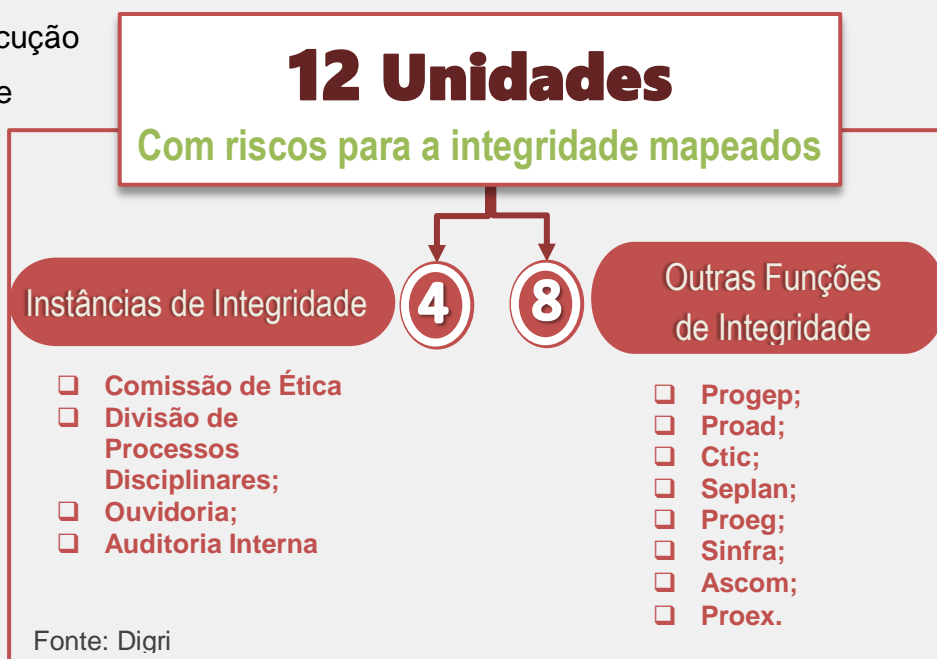 cução
e
12 Unidades
Com riscos para a integridade mapeados
Instâncias de Integridade
4
8
Outras Funções
de Integridade
❑ Comissão de Ética
❑ Divisão de
Processos
Disciplinares;
❑ Ouvidoria;
❑ Auditoria Interna
❑ Progep;
❑ Proad;
❑ Ctic;
❑ Seplan;
❑ Proeg;
❑ Sinfra;
❑ Ascom;
❑ Proex.
Fonte: Digri